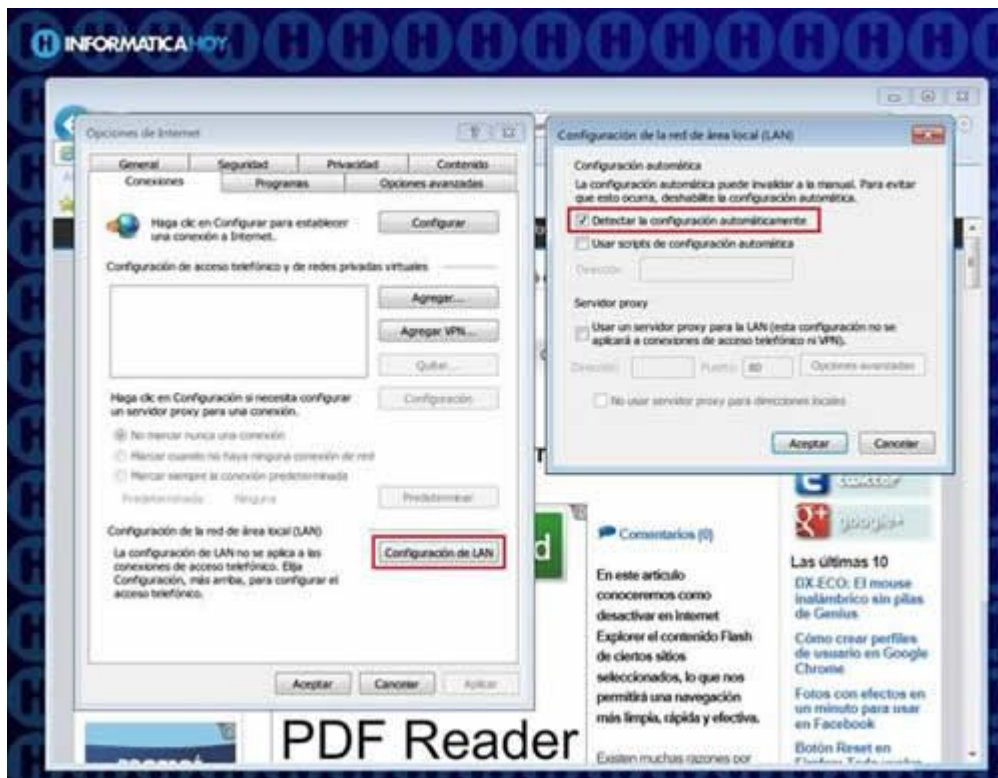 INFORMATICA HOY
Opciones de Internet
General
Seguridad
Privacidad
Contenido
Conexiones
Programas
Opciones avanzadas
Haga clic en Configurar para establecer
una conexión a Internet.
Configurar
Configuración de acceso telefónico y de redes privadas virtuales
Agregar...
Agregar VPN...
Quitar...
Haga clic en Configuración si necesita configurar
un servidor proxy para una conexión.
Configuración
No marcar nunca una conexión
Marcar cuando no haya ninguna conexión de red
Marcar siempre la conexión predeterminada
Predeterminada
Ninguna
Predeterminar
Configuración de la red de área local (LAN)
La configuración de LAN no se aplica a las
conexiones de acceso telefónico. Elija
Configuración, más arriba, para configurar el
acceso telefónico.
Configuración de LAN
Aceptar
Cancelar
Aplicar
Configuración de la red de área local (LAN)
Configuración automática
La configuración automática puede invalidar a la manual. Para evitar
que esto ocurra, deshabilite la configuración automática.
Detectar la configuración automáticamente
Usar scripts de configuración automática
Dirección
Servidor proxy
Usar un servidor proxy para la LAN (esta configuración no se
aplicará a conexiones de acceso telefónico ni VPN).
Dirección:
Puerto:
80
Opciones avanzadas
No usar servidor proxy para direcciones locales
Aceptar
Cancelar
twitter
google+
Comentarios (0)
En este artículo
conoceremos como
desactivar en Internet
Explorer el contenido Flash
de ciertos sitios
seleccionados, lo que nos
permitirá una navegación
más limpia, rápida y efectiva.
Existen muchas razones por
Las últimas 10
DX-ECO: El mouse
inalámbrico sin pilas
de Genius
Cómo crear perfiles
de usuario en Google
Chrome
Fotos con efectos en
un minuto para usar
en Facebook
Botón Reset en
PDF Reader